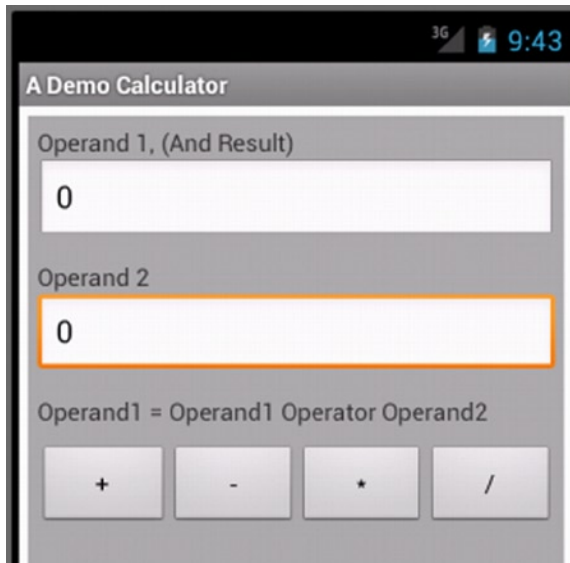 3G 9:43
A Demo Calculator
Operand 1, (And Result)
0
Operand 2
0
Operand1 = Operand1 Operator Operand2
+ - * /